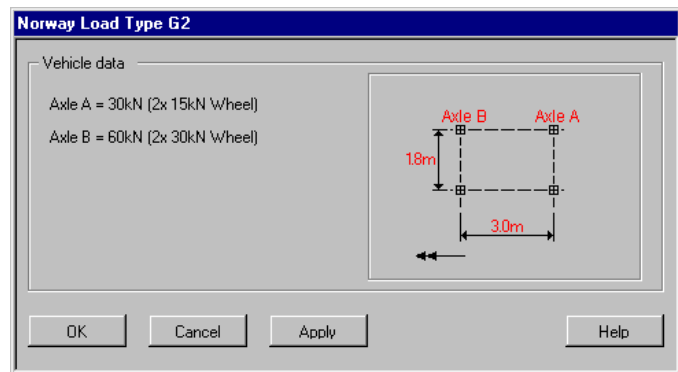 Norway Load Type G2
Vehicle data
Axle A = 30kN (2x 15kN Wheel)
Axle B = 60kN (2x 30kN Wheel)
Axle B Axle A
1.8m
3.0m
OK Cancel Apply Help